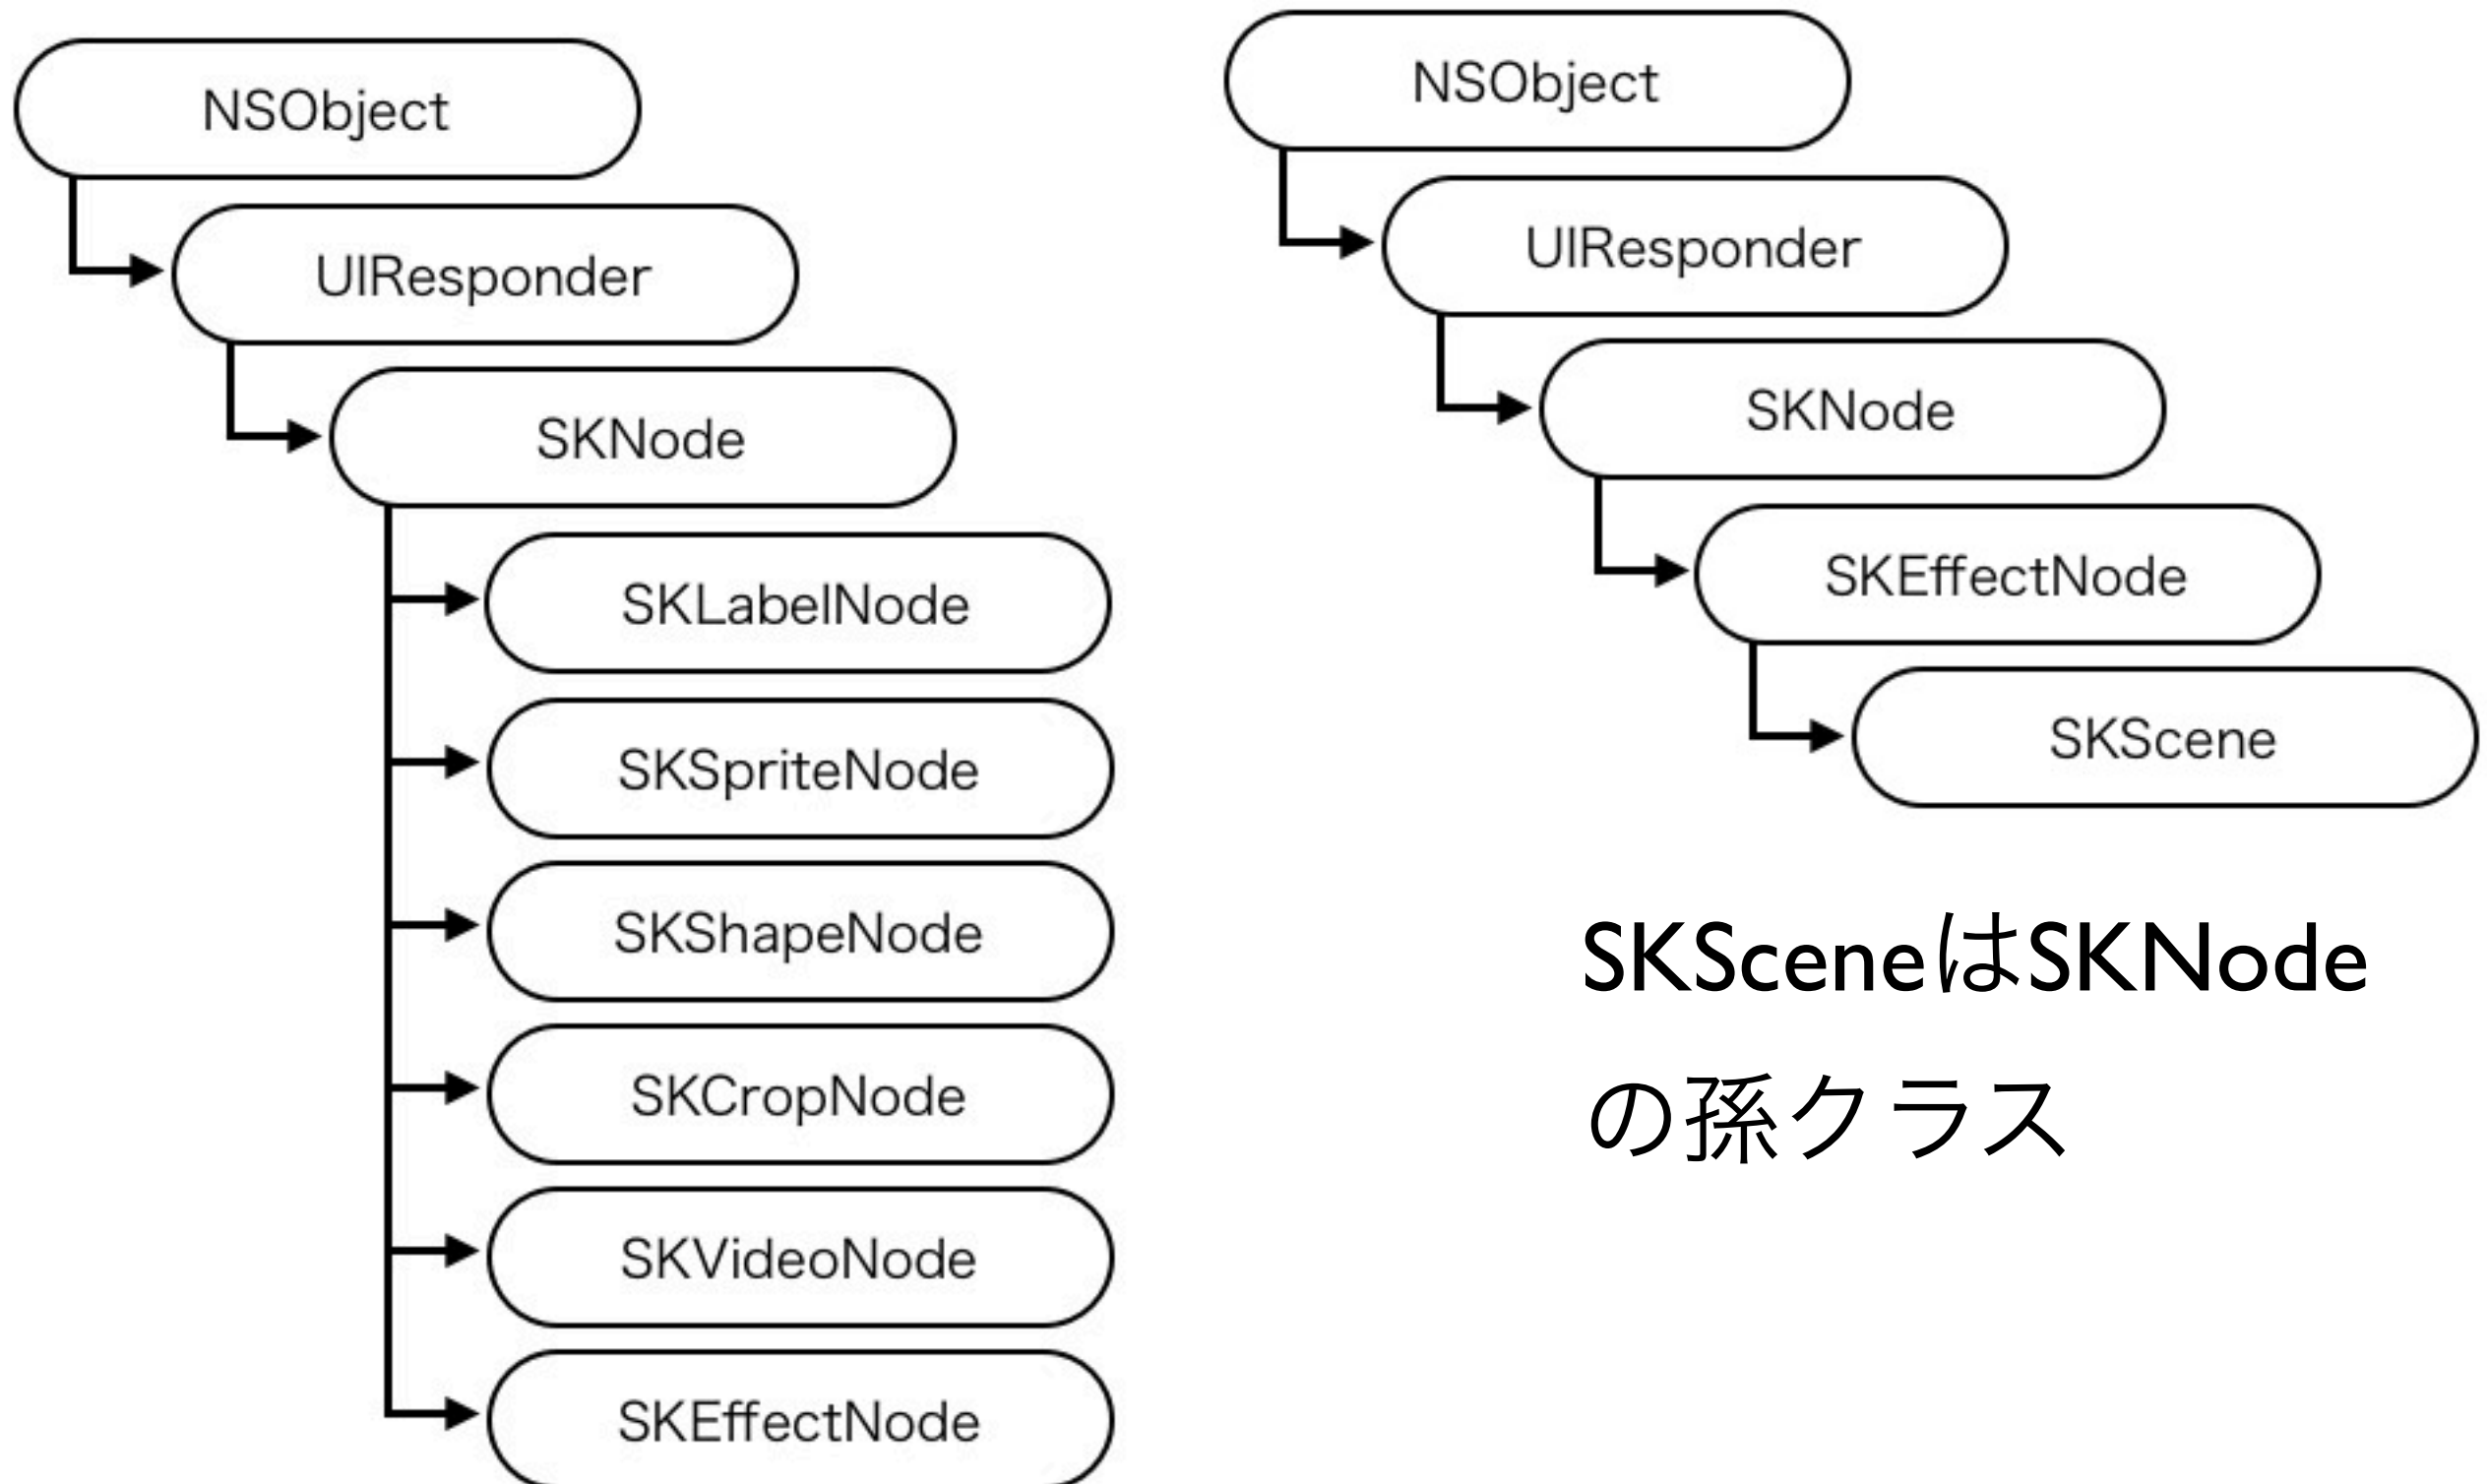 NSObject
UIResponder
SKNode
SKLabelNode
SKSpriteNode
SKShapeNode
SKCropNode
SKVideoNode
SKEffectNode
NSObject
UIResponder
SKNode
SKEffectNode
SKScene
SKSceneはSKNode
の孫クラス